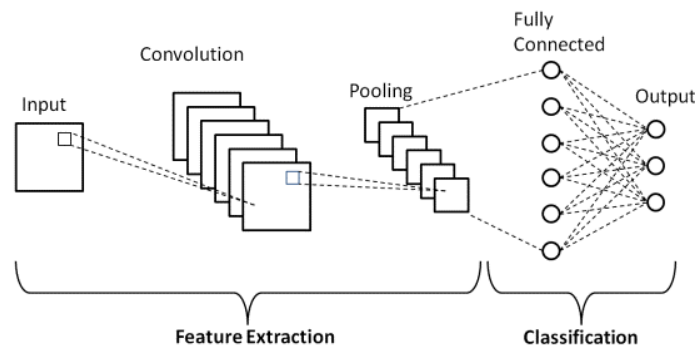 Input
Convolution
Pooling
Fully
Connected
Output
Feature Extraction
Classification